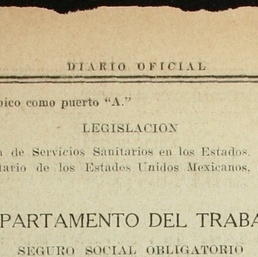 DIARIO OFICIAL
pico como puerto "A."
LEGISLACION
de Servicios Sanitarios en los Estados.
tario de los Estados Unidos Mexicanos,
PARTAMENTO DEL TRABA
SEGURO SOCIAL OBLIGATORIO